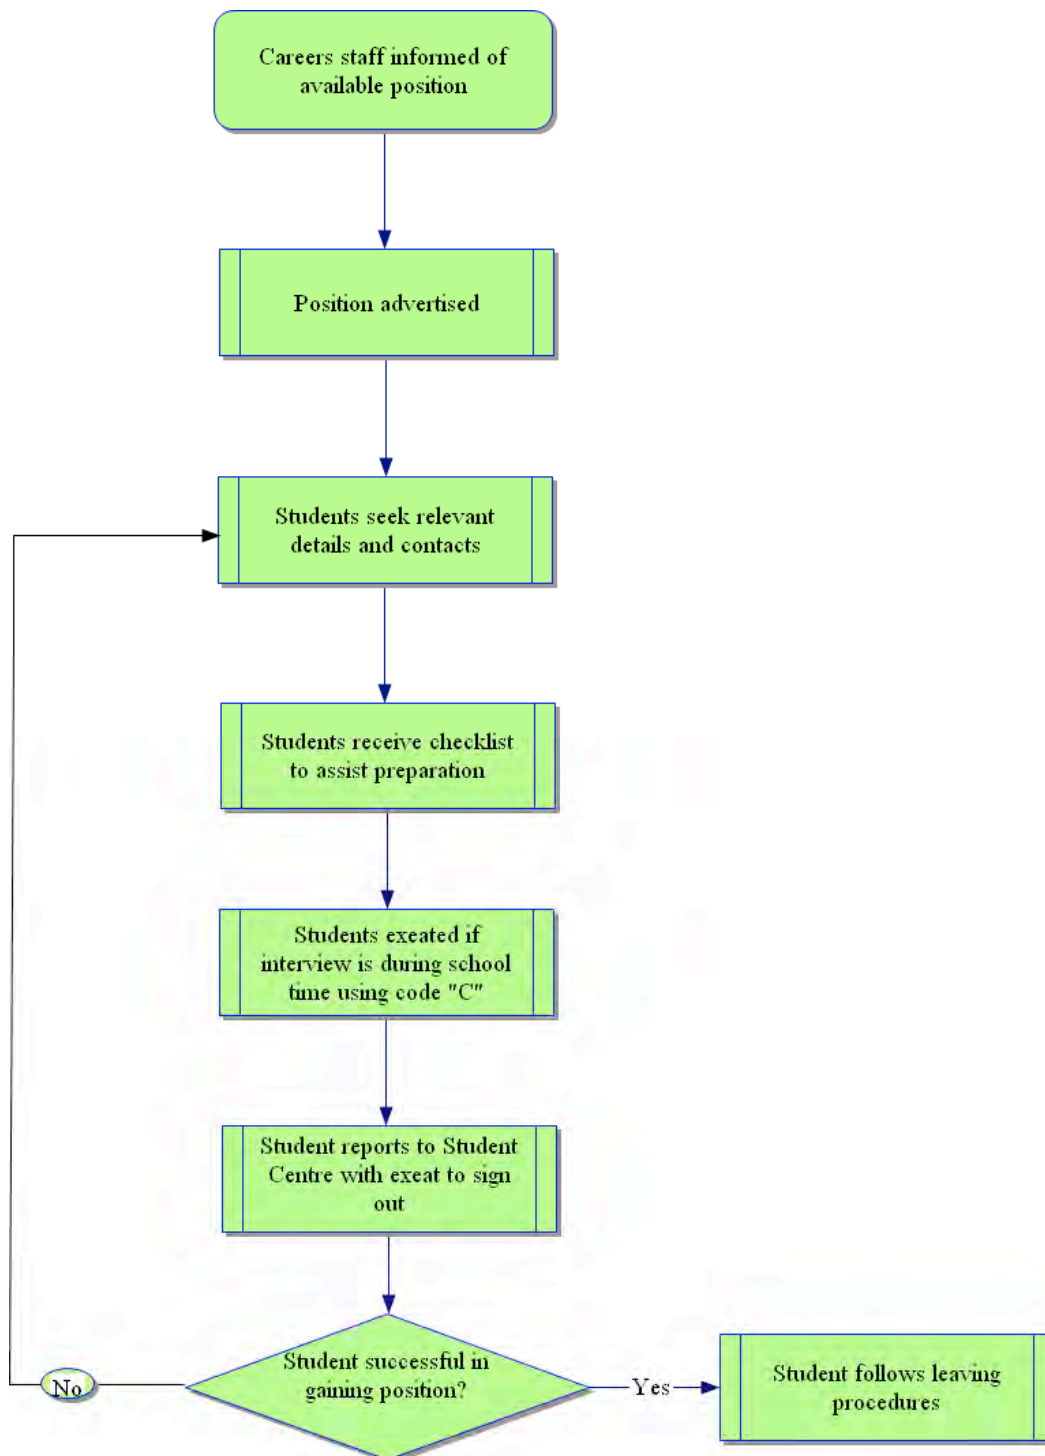 Careers staff informed of
available position
Position advertised
Students seek relevant
details and contacts
Students receive checklist
to assist preparation
Students exeated if
interview is during school
time using code "C"
Student reports to Student
Centre with exeat to sign
out
Student successful in
gaining position?
No
Yes
Student follows leaving
procedures